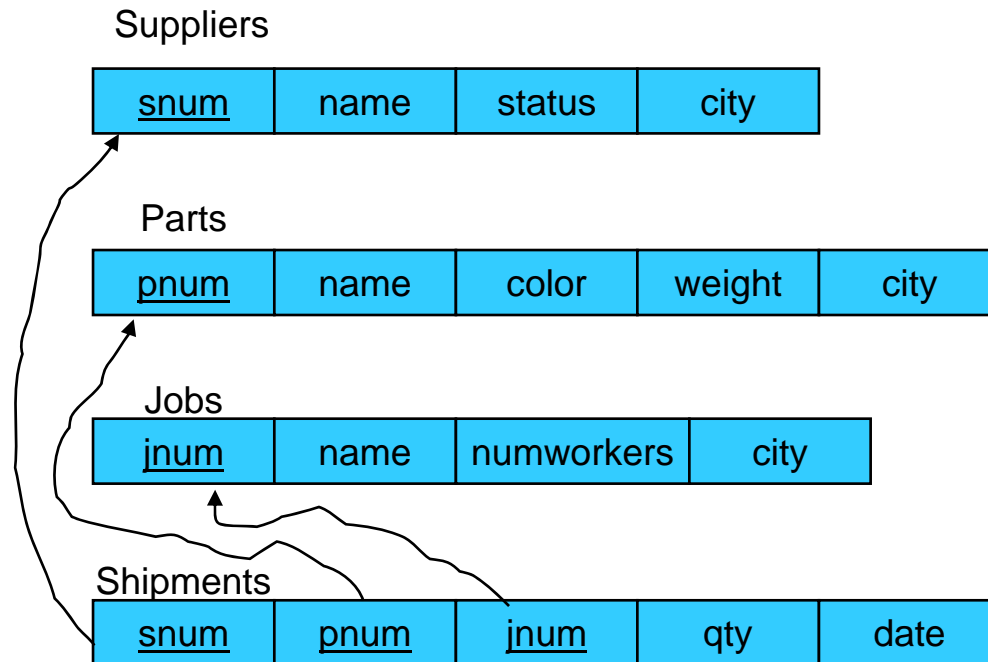 Suppliers
snum name status city
Parts
pnum name color weight city
Jobs
jnum name numworkers city
Shipments
snum pnum jnum qty date